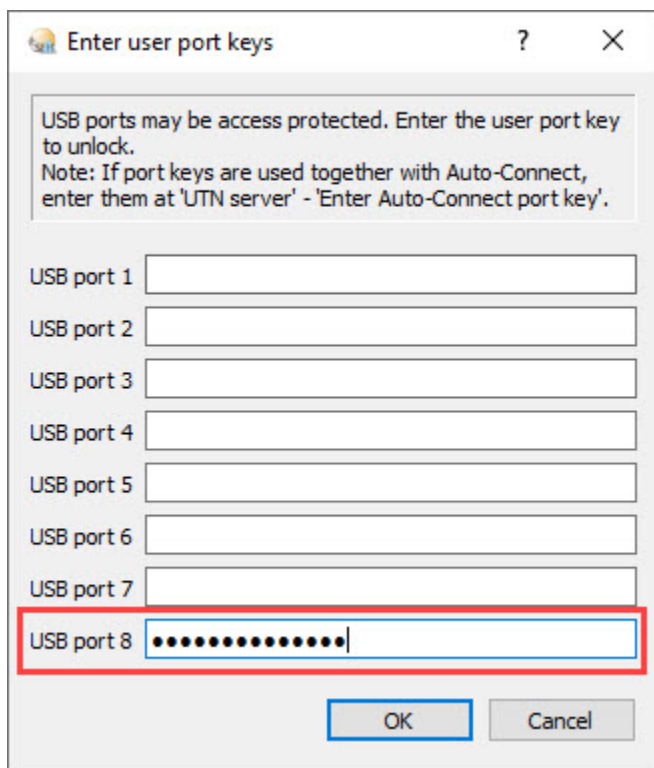 Enter user port keys
USB ports may be access protected. Enter the user port key
to unlock.
Note: If port keys are used together with Auto-Connect,
enter them at 'UTN server' - 'Enter Auto-Connect port key'.
USB port 1
USB port 2
USB port 3
USB port 4
USB port 5
USB port 6
USB port 7
USB port 8 ●●●●●●●●●●●●●●
OK Cancel